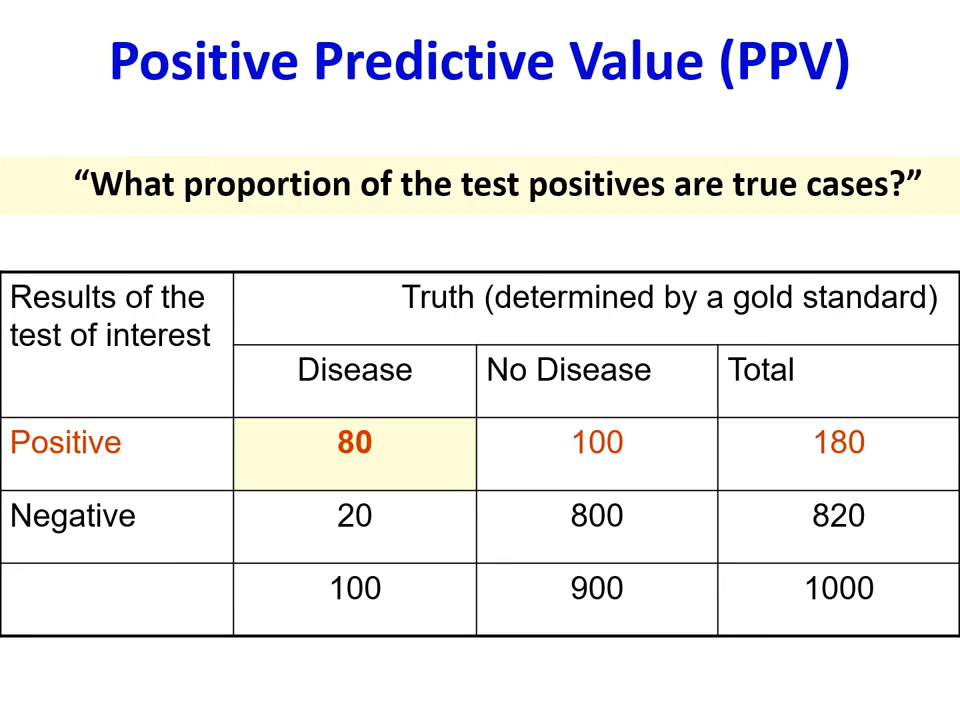 Positive Predictive Value (PPV)
“What proportion of the test positives are true cases?”
Results of the test of interest
Truth (determined by a gold standard)
Disease No Disease Total
Positive 80 100 180
Negative 20 800 820
100 900 1000